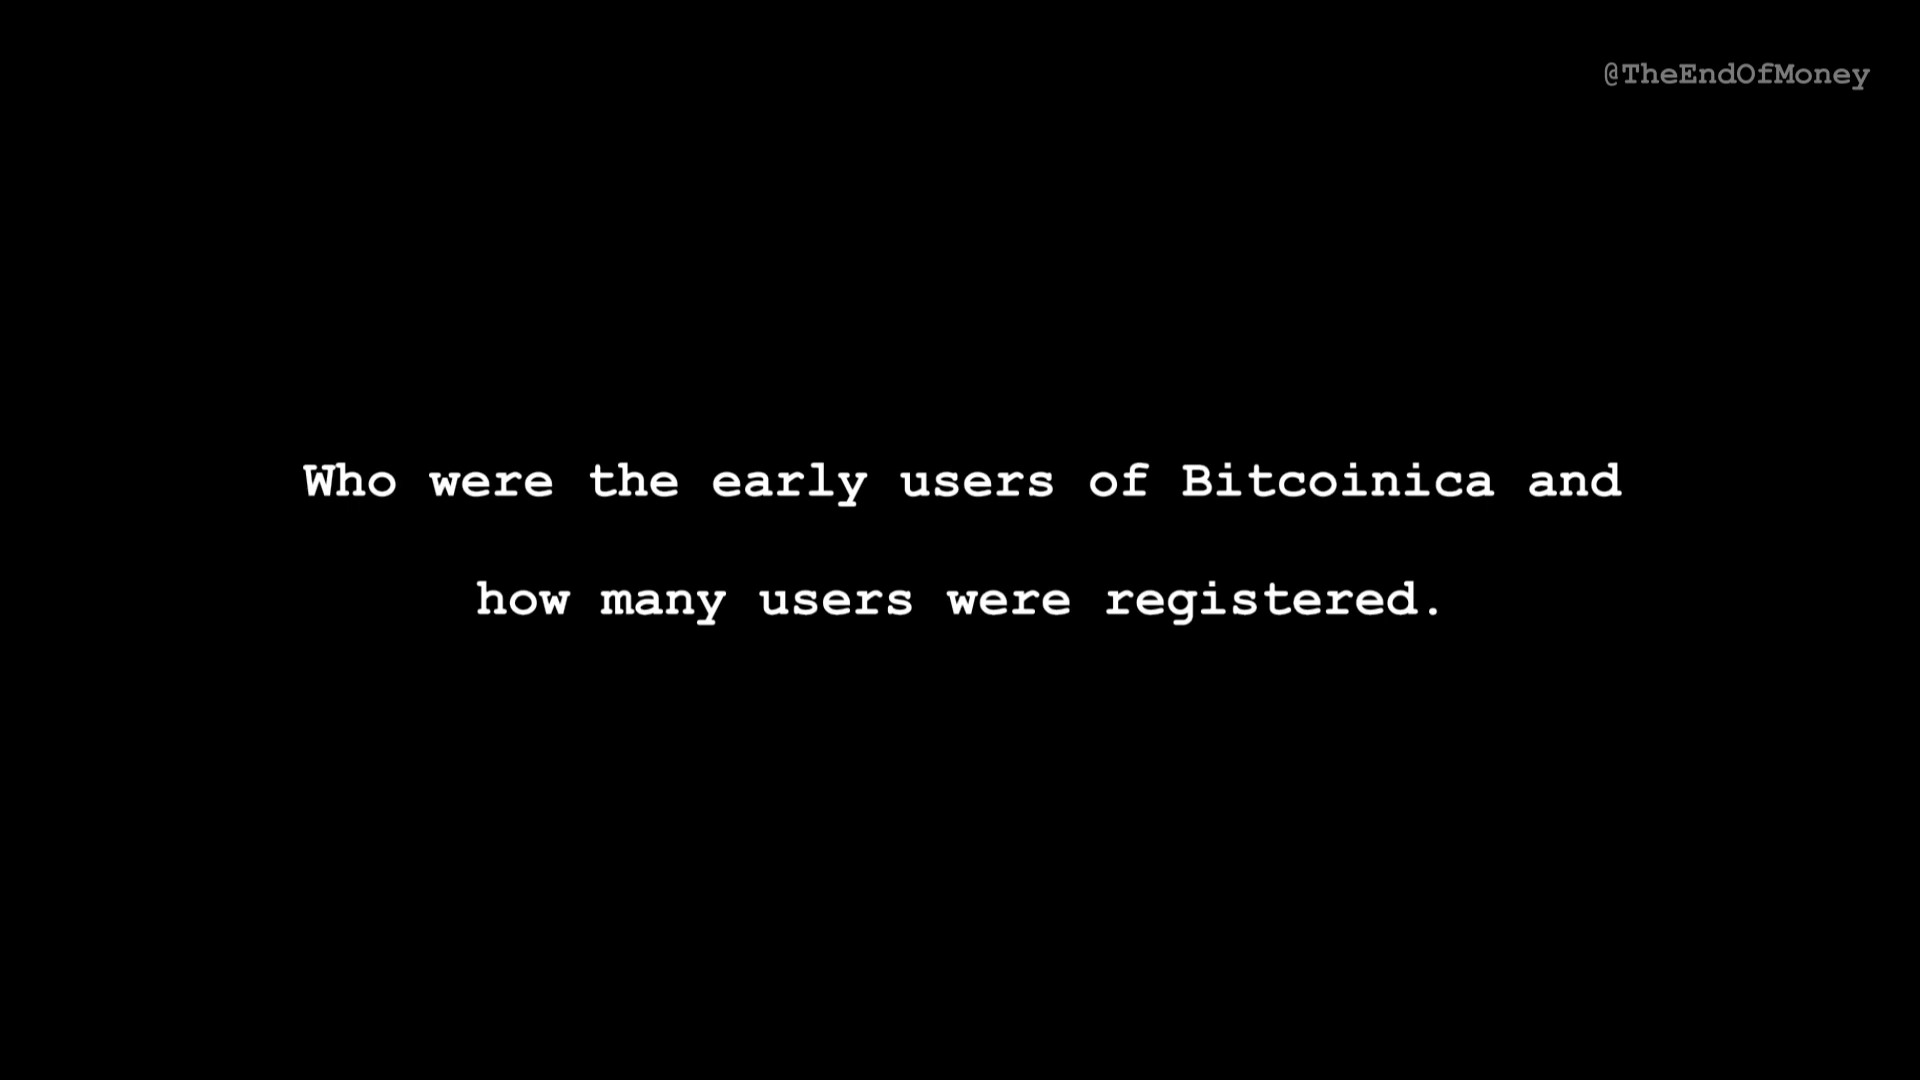 @TheEndOfMoney
Who were the early users of Bitcoinica and
how many users were registered.